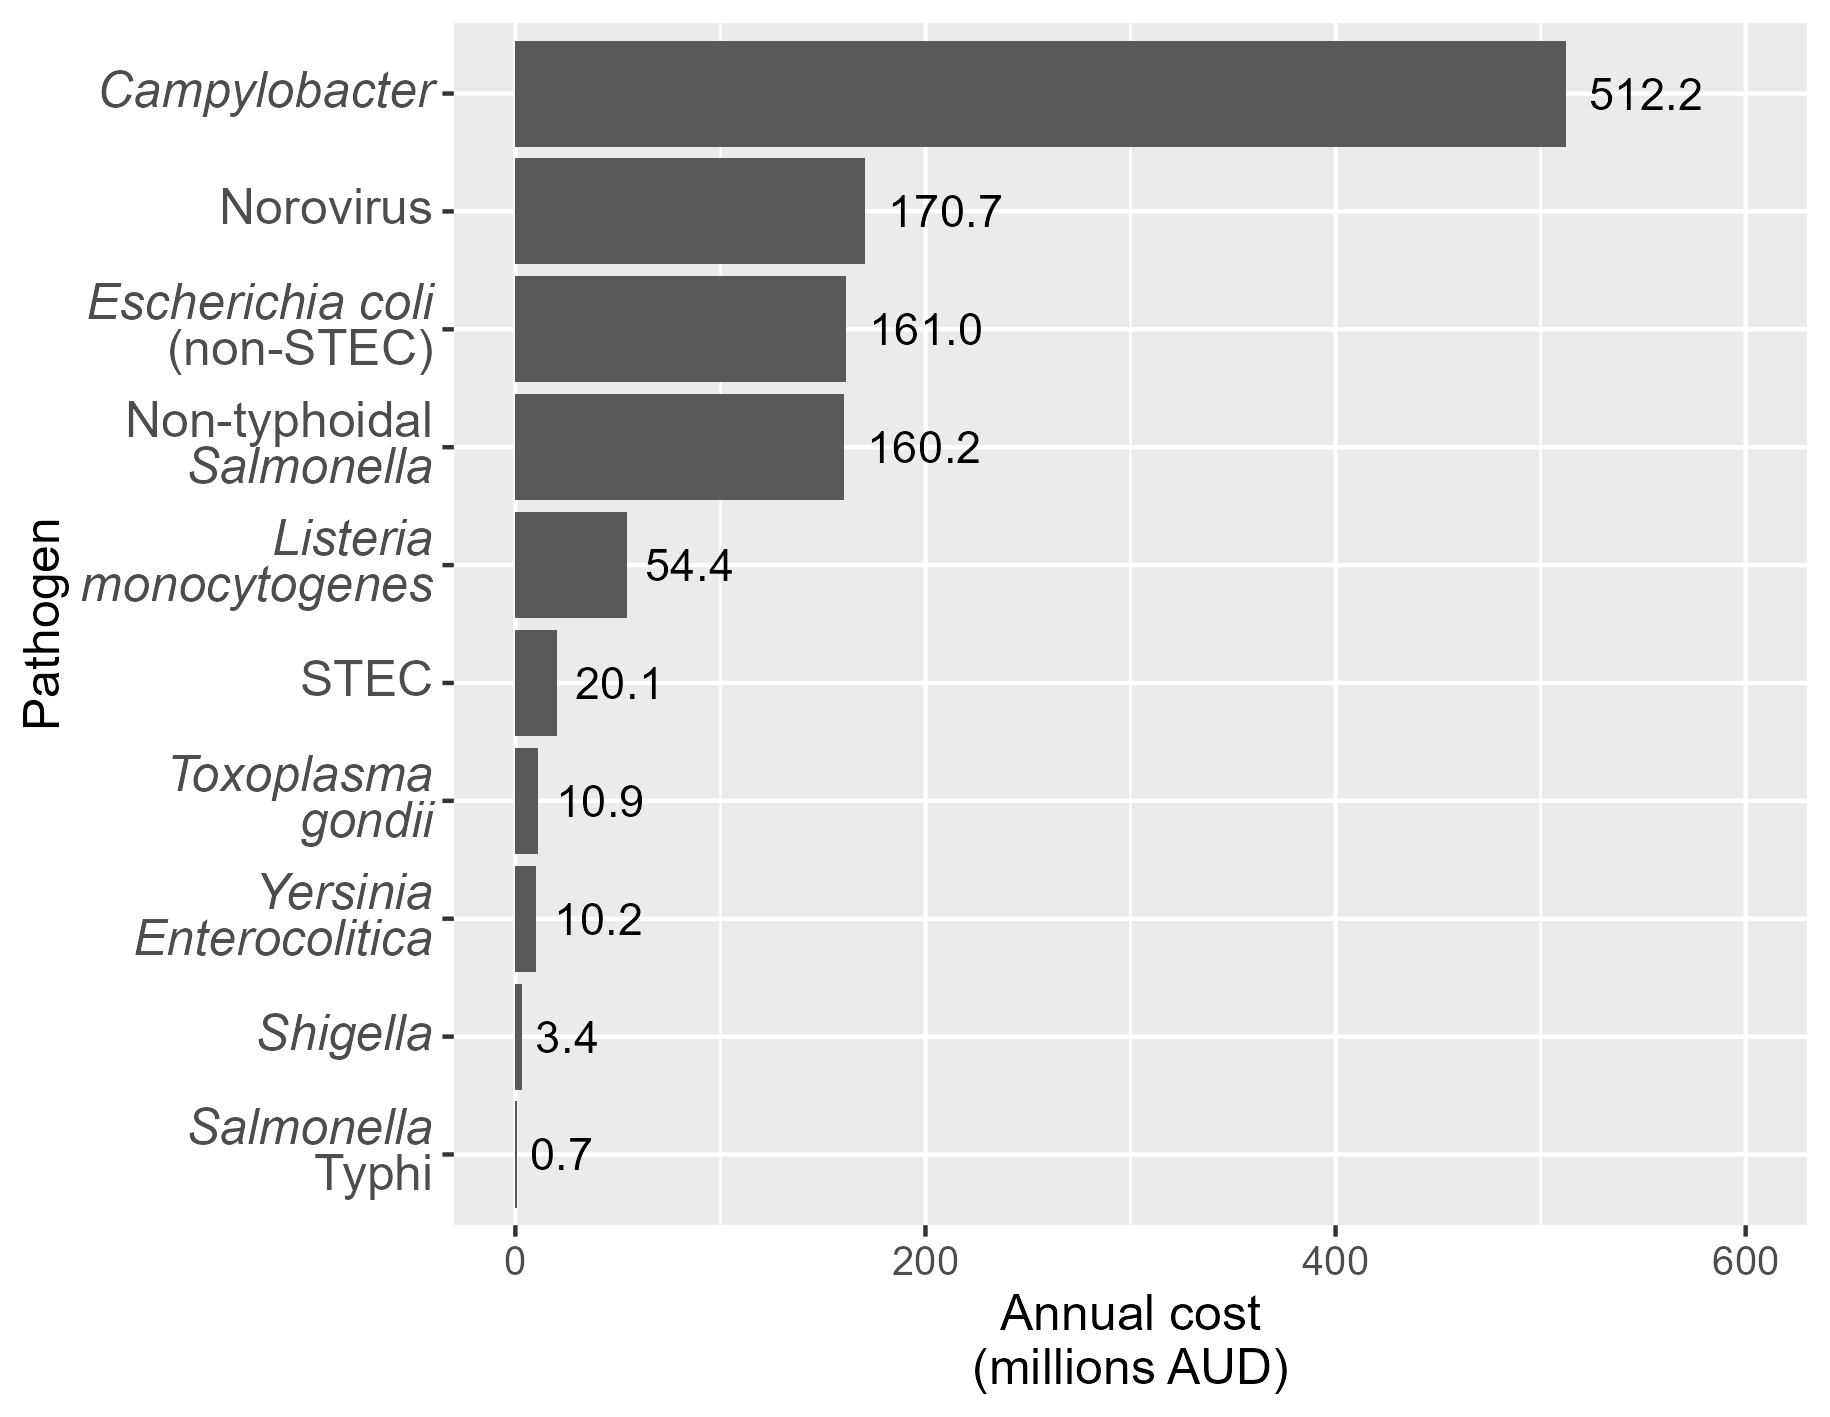 Campylobacter
512.2
Norovirus
170.7
Escherichia coli
(non-STEC)
161.0
Non-typhoidal
Salmonella
160.2
Listeria
monocytogenes
54.4
STEC
20.1
Toxoplasma
gondii
10.9
Yersinia
Enterocolitica
10.2
Shigella
3.4
Salmonella
Typhi
0.7
Pathogen
0 200 400 600
Annual cost
(millions AUD)